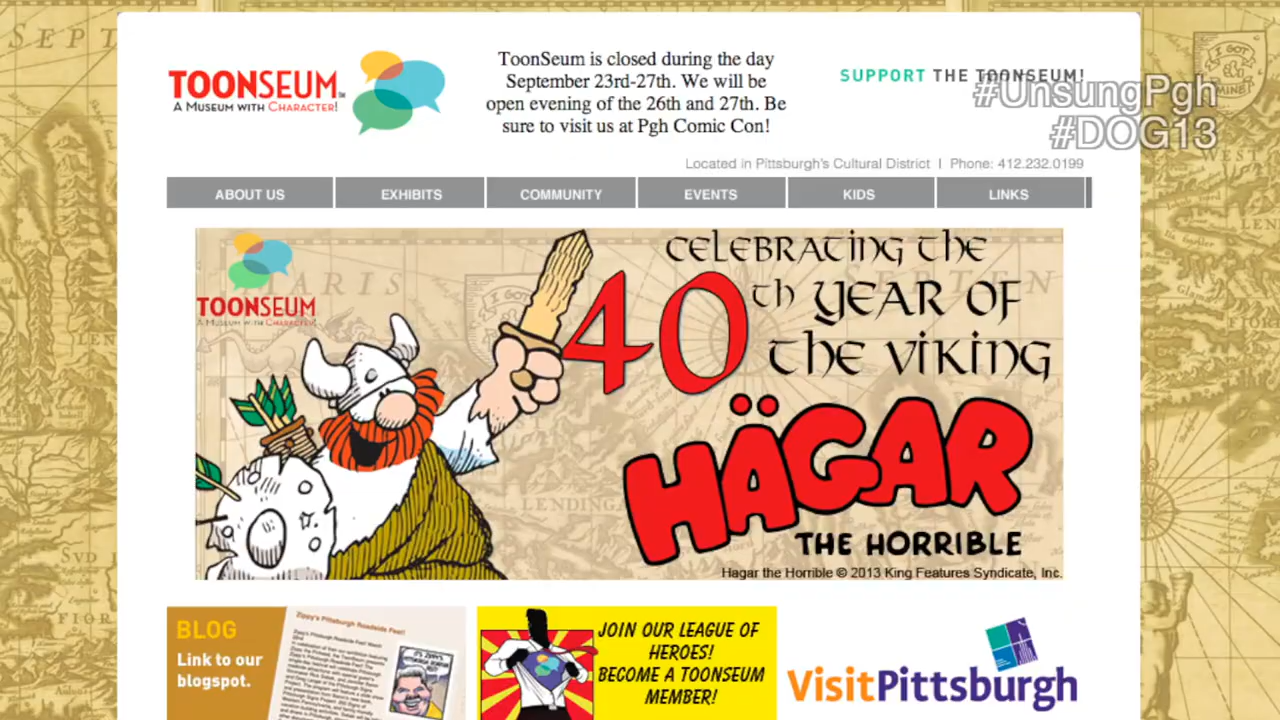 TOONSEUM
A MUSEUM WITH CHARACTER!
ToonSeum is closed during the day
September 23rd-27th. We will be
open evening of the 26th and 27th. Be
sure to visit us at Pgh Comic Con!
SUPPORT THE TOONSEUM!
#UnsungPgh
#DOG13
Located in Pittsburgh's Cultural District | Phone: 412.232.0199
ABOUT US
EXHIBITS
COMMUNITY
EVENTS
KIDS
LINKS
TOONSEUM
A MUSEUM WITH CHARACTER!
CELEBRATING THE
40th YEAR OF
THE VIKING
HÄGAR
THE HORRIBLE
Hagar the Horrible © 2013 King Features Syndicate, Inc.
BLOG
Link to our
blogspot.
Zippy's Pittsburgh Roadside Fest!
JOIN OUR LEAGUE OF
HEROES!
BECOME A TOONSEUM
MEMBER!
VisitPittsburgh